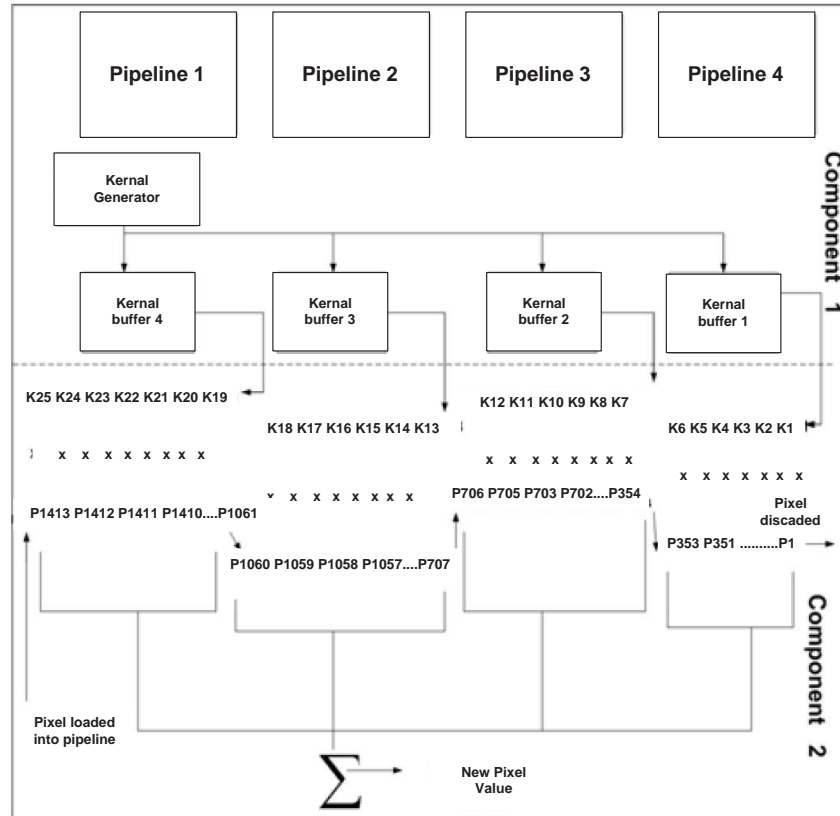 Pipeline 1
Pipeline 2
Pipeline 3
Pipeline 4
Component 1
Kernal
Generator
Kernal
buffer 4
Kernal
buffer 3
Kernal
buffer 2
Kernal
buffer 1
K25 K24 K23 K22 K21 K20 K19
K18 K17 K16 K15 K14 K13
K12 K11 K10 K9 K8 K7
K6 K5 K4 K3 K2 K1
x x x x x x x x
x x x x x x x x
x x x x x x x x
x x x x x x x
P1413 P1412 P1411 P1410....P1061
P1060 P1059 P1058 P1057....P707
P706 P705 P703 P702....P354
P353 P351 ..........P1
Pixel
discaded
Component 2
Pixel loaded
into pipeline
Σ
New Pixel
Value